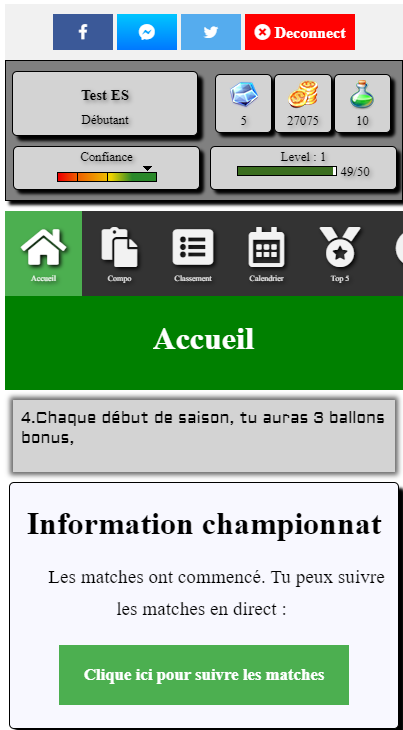 Deconnect
Test ES
Débutant
5
27075
10
Confiance
Level : 1
49/50
Accueil
Compo
Classement
Calendrier
Top 5
Accueil
4.Chaque début de saison, tu auras 3 ballons
bonus,
Information championnat
Les matches ont commencé. Tu peux suivre
les matches en direct :
Clique ici pour suivre les matches